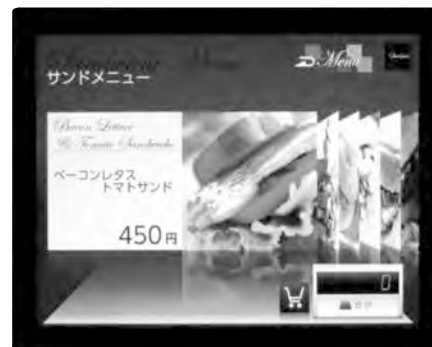 Menu
サンドメニュー
Bacon Lettuce
& Tomato Sandwiche
ベーコンレタス
トマトサンド
450円
0